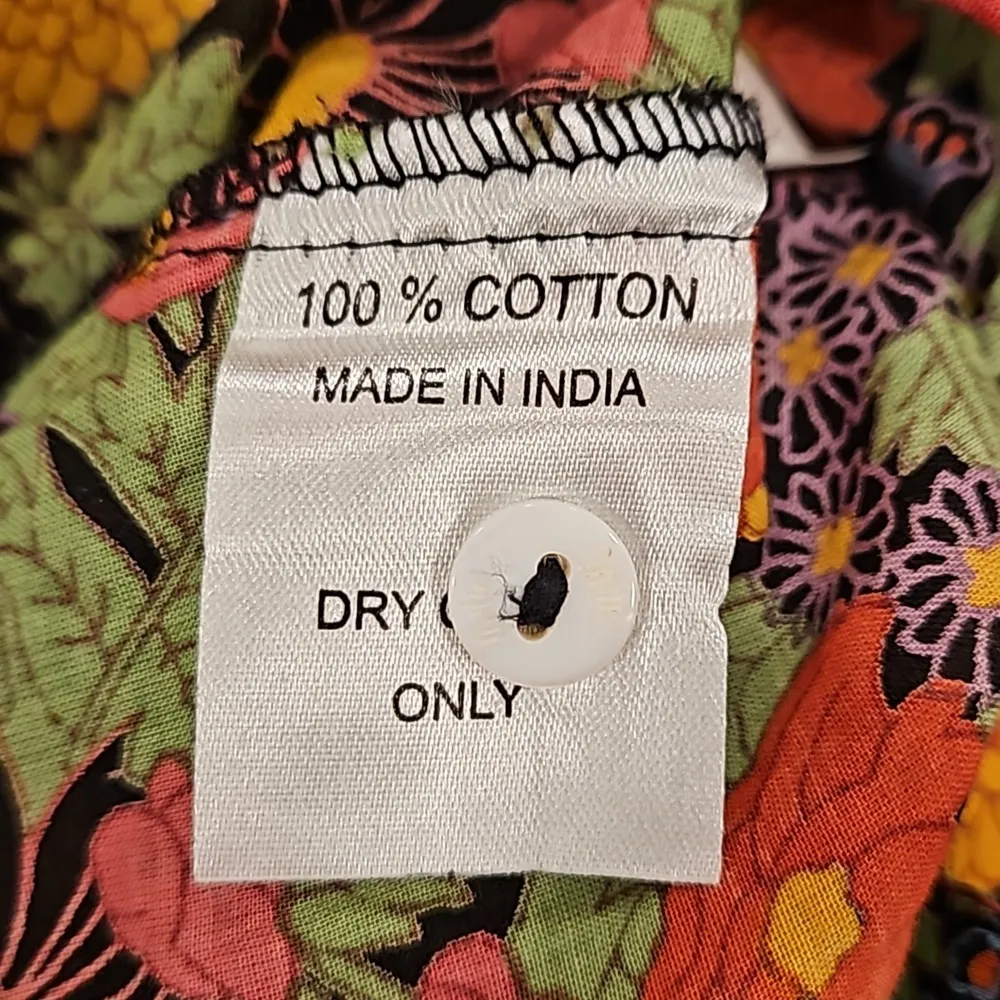 100 % COTTON
MADE IN INDIA
DRY
ONLY